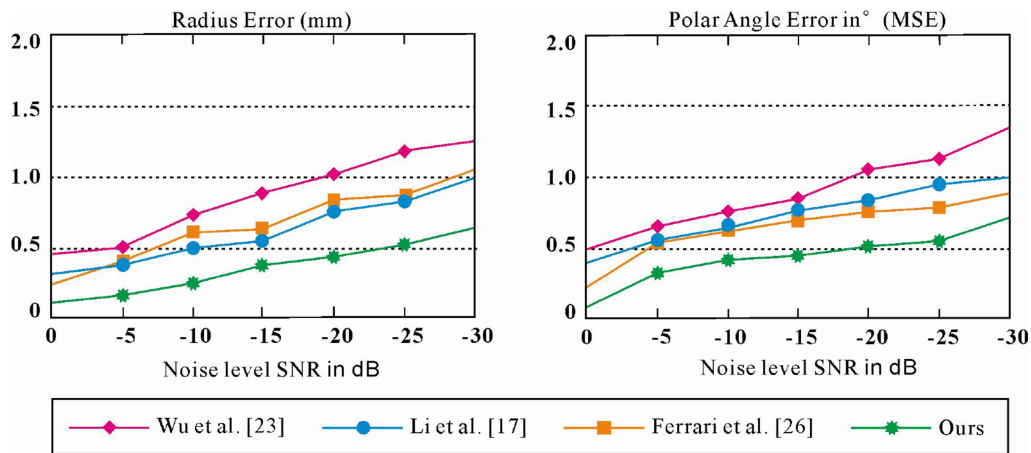 Radius Error (mm)
2.0
1.5
1.0
0.5
0
0 -5 -10 -15 -20 -25 -30
Noise level SNR in dB
Polar Angle Error in° (MSE)
2.0
1.5
1.0
0.5
0
0 -5 -10 -15 -20 -25 -30
Noise level SNR in dB
Wu et al. [23] Li et al. [17] Ferrari et al. [26] Ours